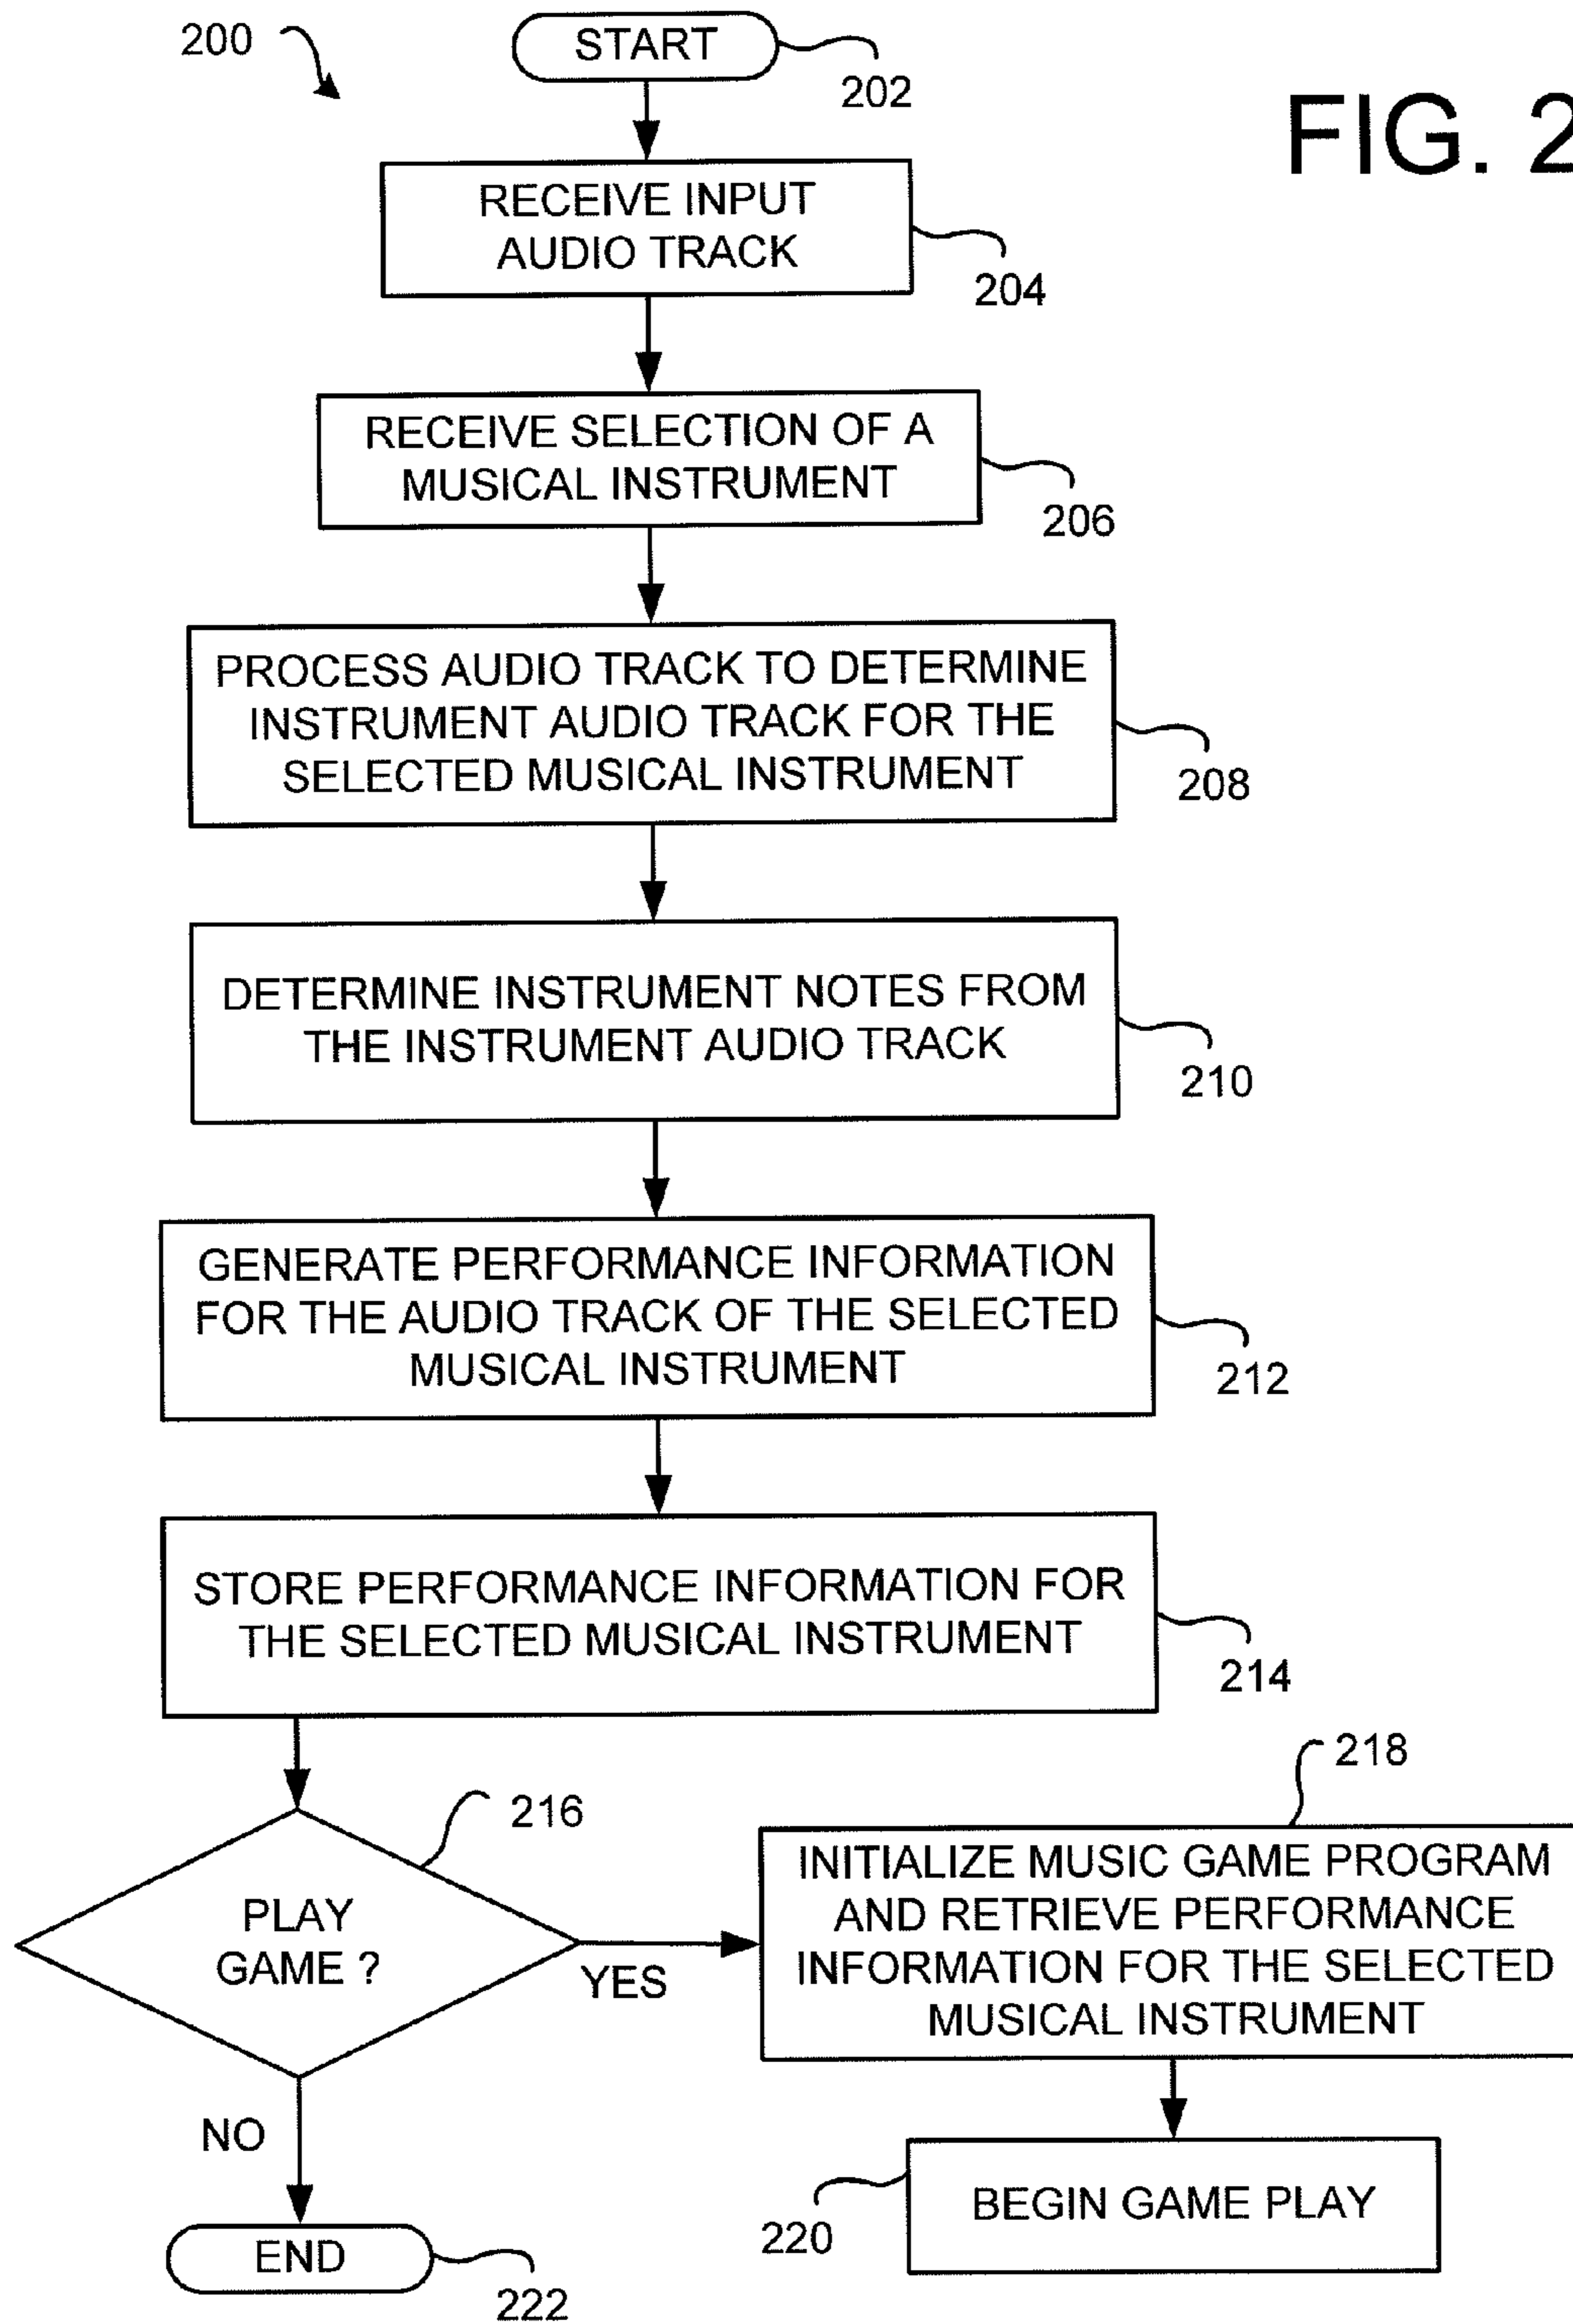 200
START
202
FIG. 2
RECEIVE INPUT
AUDIO TRACK
204
RECEIVE SELECTION OF A
MUSICAL INSTRUMENT
206
PROCESS AUDIO TRACK TO DETERMINE
INSTRUMENT AUDIO TRACK FOR THE
SELECTED MUSICAL INSTRUMENT
208
DETERMINE INSTRUMENT NOTES FROM
THE INSTRUMENT AUDIO TRACK
210
GENERATE PERFORMANCE INFORMATION
FOR THE AUDIO TRACK OF THE SELECTED
MUSICAL INSTRUMENT
212
STORE PERFORMANCE INFORMATION FOR
THE SELECTED MUSICAL INSTRUMENT
214
216
PLAY
GAME ?
YES
NO
218
INITIALIZE MUSIC GAME PROGRAM
AND RETRIEVE PERFORMANCE
INFORMATION FOR THE SELECTED
MUSICAL INSTRUMENT
BEGIN GAME PLAY
220
END
222